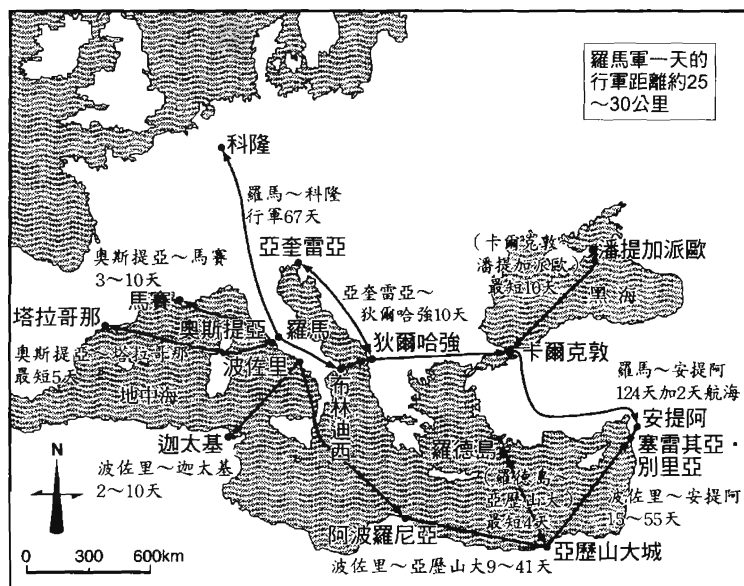 羅馬軍一天的
行軍距離約25
～30公里
科隆
羅馬～科隆
行軍67天
亞奎雷亞
奧斯提亞～馬賽
3～10天
馬賽
塔拉哥那
奧斯提亞
羅馬
亞奎雷亞～
狄爾哈強10天
狄爾哈強
（卡爾克敦～
潘提加派歐）
最短10天
潘提加派歐
黑海
卡爾克敦
奧斯提亞～塔拉哥那
最短5天
波佐里
布林迪西
地中海
羅馬～安提阿
124天加2天航海
安提阿
塞雷其亞・
別里亞
迦太基
波佐里～迦太基
2～10天
羅德島
（羅德島～
亞歷山大）
最短4天
波佐里～安提阿
15～55天
阿波羅尼亞
亞歷山大城
波佐里～亞歷山大9～41天
N
0 380 600km